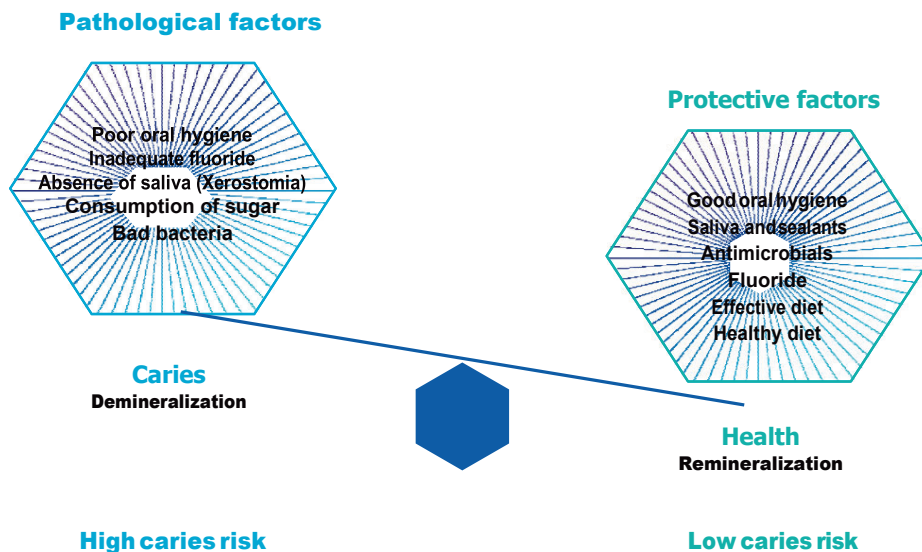 Pathological factors
Poor oral hygiene
Inadequate fluoride
Absence of saliva (Xerostomia)
Consumption of sugar
Bad bacteria
Caries
Demineralization
High caries risk
Protective factors
Good oral hygiene
Saliva and sealants
Antimicrobials
Fluoride
Effective diet
Healthy diet
Health
Remineralization
Low caries risk